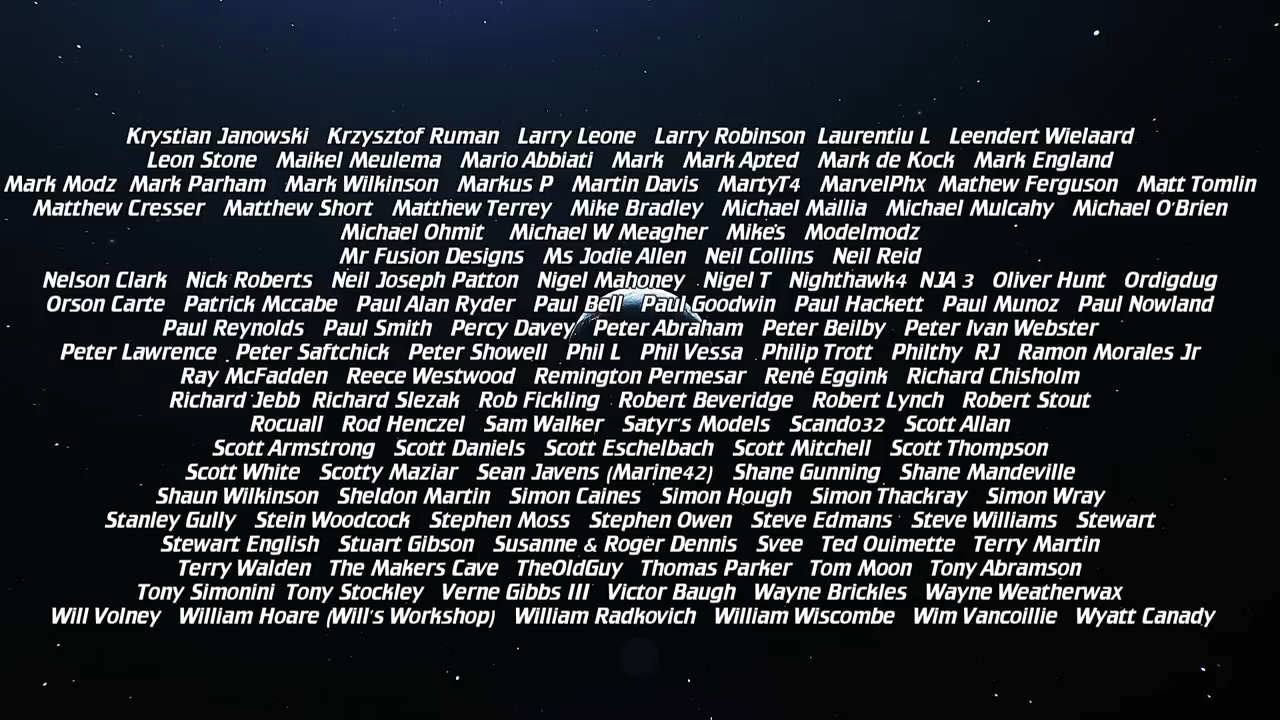 Krystian Janowski Krzysztof Ruman Larry Leone Larry Robinson Laurentiu L Leendert Wielaard
Leon Stone Maikel Meulema Mario Abbiati Mark Mark Apted Mark de Kock Mark England
Mark Modz Mark Parham Mark Wilkinson Markus P Martin Davis MartyT4 MarvelPhx Mathew Ferguson Matt Tomlin
Matthew Cresser Matthew Short Matthew Terrey Mike Bradley Michael Mallia Michael Mulcahy Michael O'Brien
Michael Ohmit Michael W Meagher Mike's Modelmodz
Mr Fusion Designs Ms Jodie Allen Neil Collins Neil Reid
Nelson Clark Nick Roberts Neil Joseph Patton Nigel Mahoney Nigel T Nighthawk4 NJA 3 Oliver Hunt Ordigdug
Orson Carte Patrick Mccabe Paul Alan Ryder Paul Bell Paul Goodwin Paul Hackett Paul Munoz Paul Nowland
Paul Reynolds Paul Smith Percy Davey Peter Abraham Peter Beilby Peter Ivan Webster
Peter Lawrence Peter Saftchick Peter Showell Phil L Phil Vessa Philip Trott Philthy RJ Ramon Morales Jr
Ray McFadden Reece Westwood Remington Permesar René Eggink Richard Chisholm
Richard Jebb Richard Slezak Rob Fickling Robert Beveridge Robert Lynch Robert Stout
Rocuall Rod Henczel Sam Walker Satyr's Models Scando32 Scott Allan
Scott Armstrong Scott Daniels Scott Eschelbach Scott Mitchell Scott Thompson
Scott White Scotty Maziar Sean Javens (Marine42) Shane Gunning Shane Mandeville
Shaun Wilkinson Sheldon Martin Simon Caines Simon Hough Simon Thackray Simon Wray
Stanley Gully Stein Woodcock Stephen Moss Stephen Owen Steve Edmans Steve Williams Stewart
Stewart English Stuart Gibson Susanne & Roger Dennis Svee Ted Ouimette Terry Martin
Terry Walden The Makers Cave TheOldGuy Thomas Parker Tom Moon Tony Abramson
Tony Simonini Tony Stockley Verne Gibbs III Victor Baugh Wayne Brickles Wayne Weatherwax
Will Volney William Hoare (Will's Workshop) William Radkovich William Wiscombe Wim Vancoillie Wyatt Canady